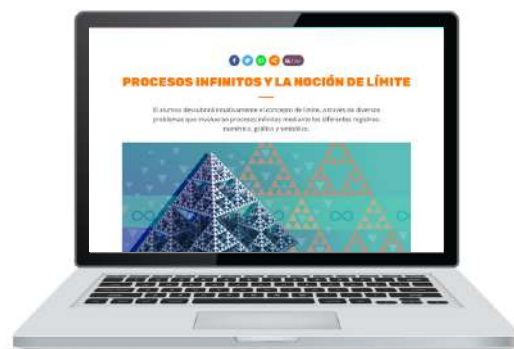 PROCESOS INFINITOS Y LA NOCIÓN DE LÍMITE
El alumno descubrirá intuitivamente el concepto de límite, a través de diversos
problemas que involucran procesos infinitos mediante los diferentes registros:
numérico, gráfico y simbólico.